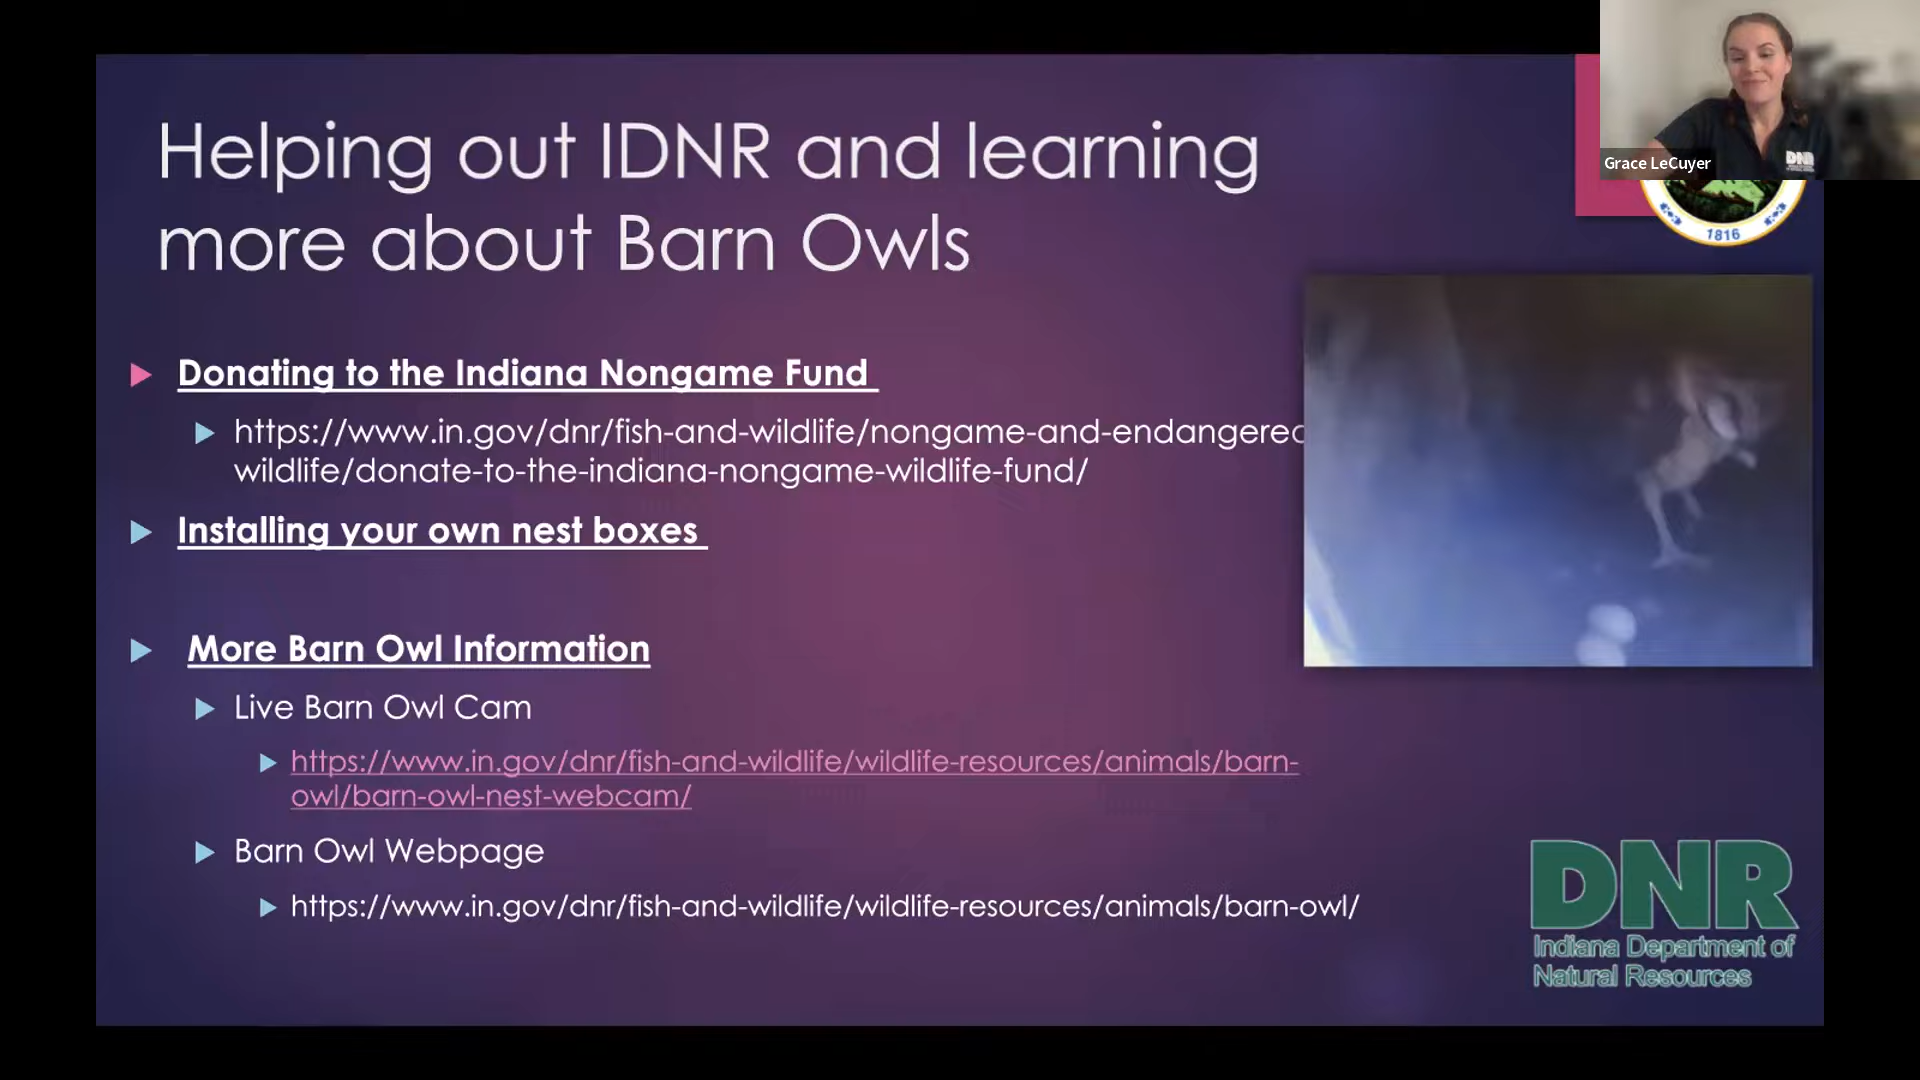 Helping out IDNR and learning
more about Barn Owls
Grace LeCuyer
DNR
1816
Donating to the Indiana Nongame Fund
https://www.in.gov/dnr/fish-and-wildlife/nongame-and-endangered
wildlife/donate-to-the-indiana-nongame-wildlife-fund/
Installing your own nest boxes
More Barn Owl Information
Live Barn Owl Cam
https://www.in.gov/dnr/fish-and-wildlife/wildlife-resources/animals/barn-
owl/barn-owl-nest-webcam/
Barn Owl Webpage
https://www.in.gov/dnr/fish-and-wildlife/wildlife-resources/animals/barn-owl/
DNR
Indiana Department of
Natural Resources